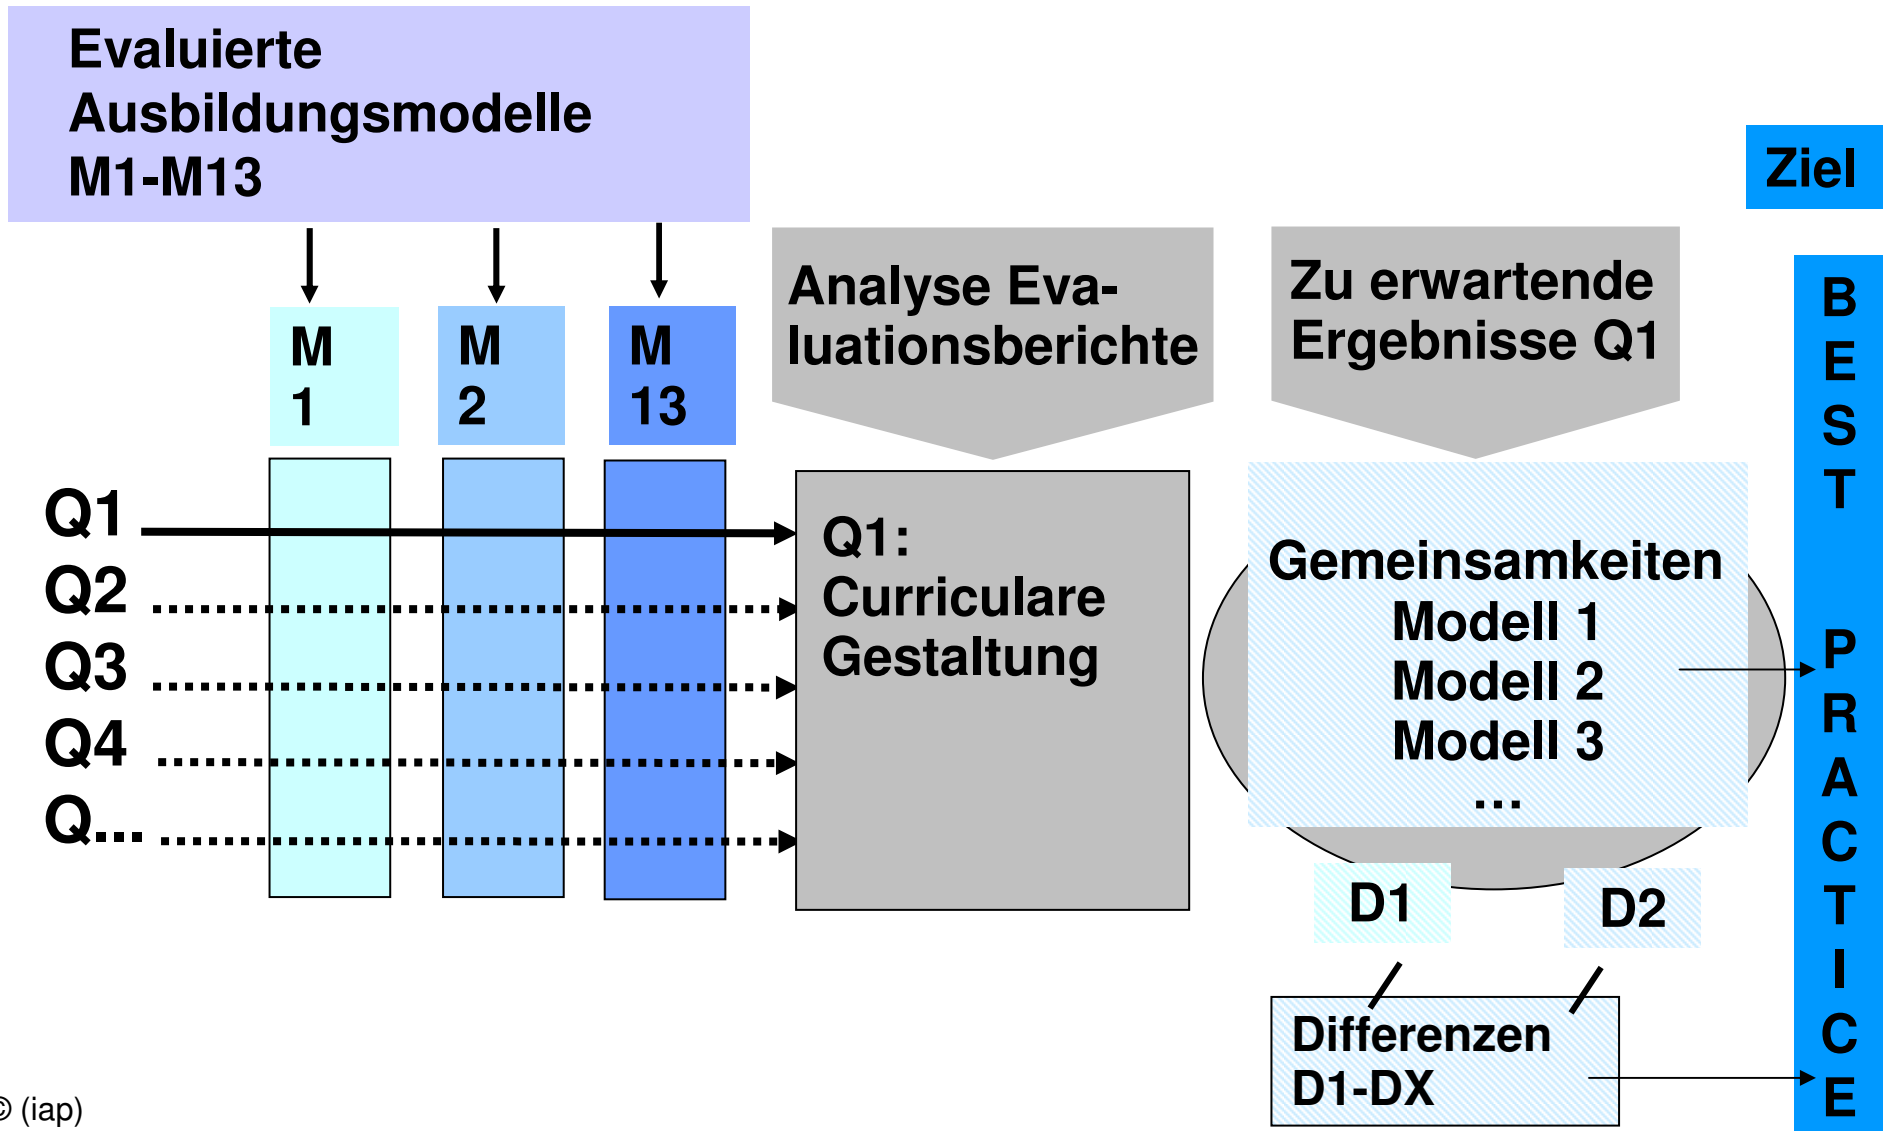 Evaluierte
Ausbildungsmodelle
M1-M13
Ziel
M
1
M
2
M
13
Analyse Eva-
luationsberichte
Zu erwartende
Ergebnisse Q1
Q1
Q2
Q3
Q4
Q...
Q1:
Curriculare
Gestaltung
Gemeinsamkeiten
Modell 1
Modell 2
Modell 3
…
D1
D2
Differenzen
D1-DX
B
E
S
T
P
R
A
C
T
I
C
E
© (iap)